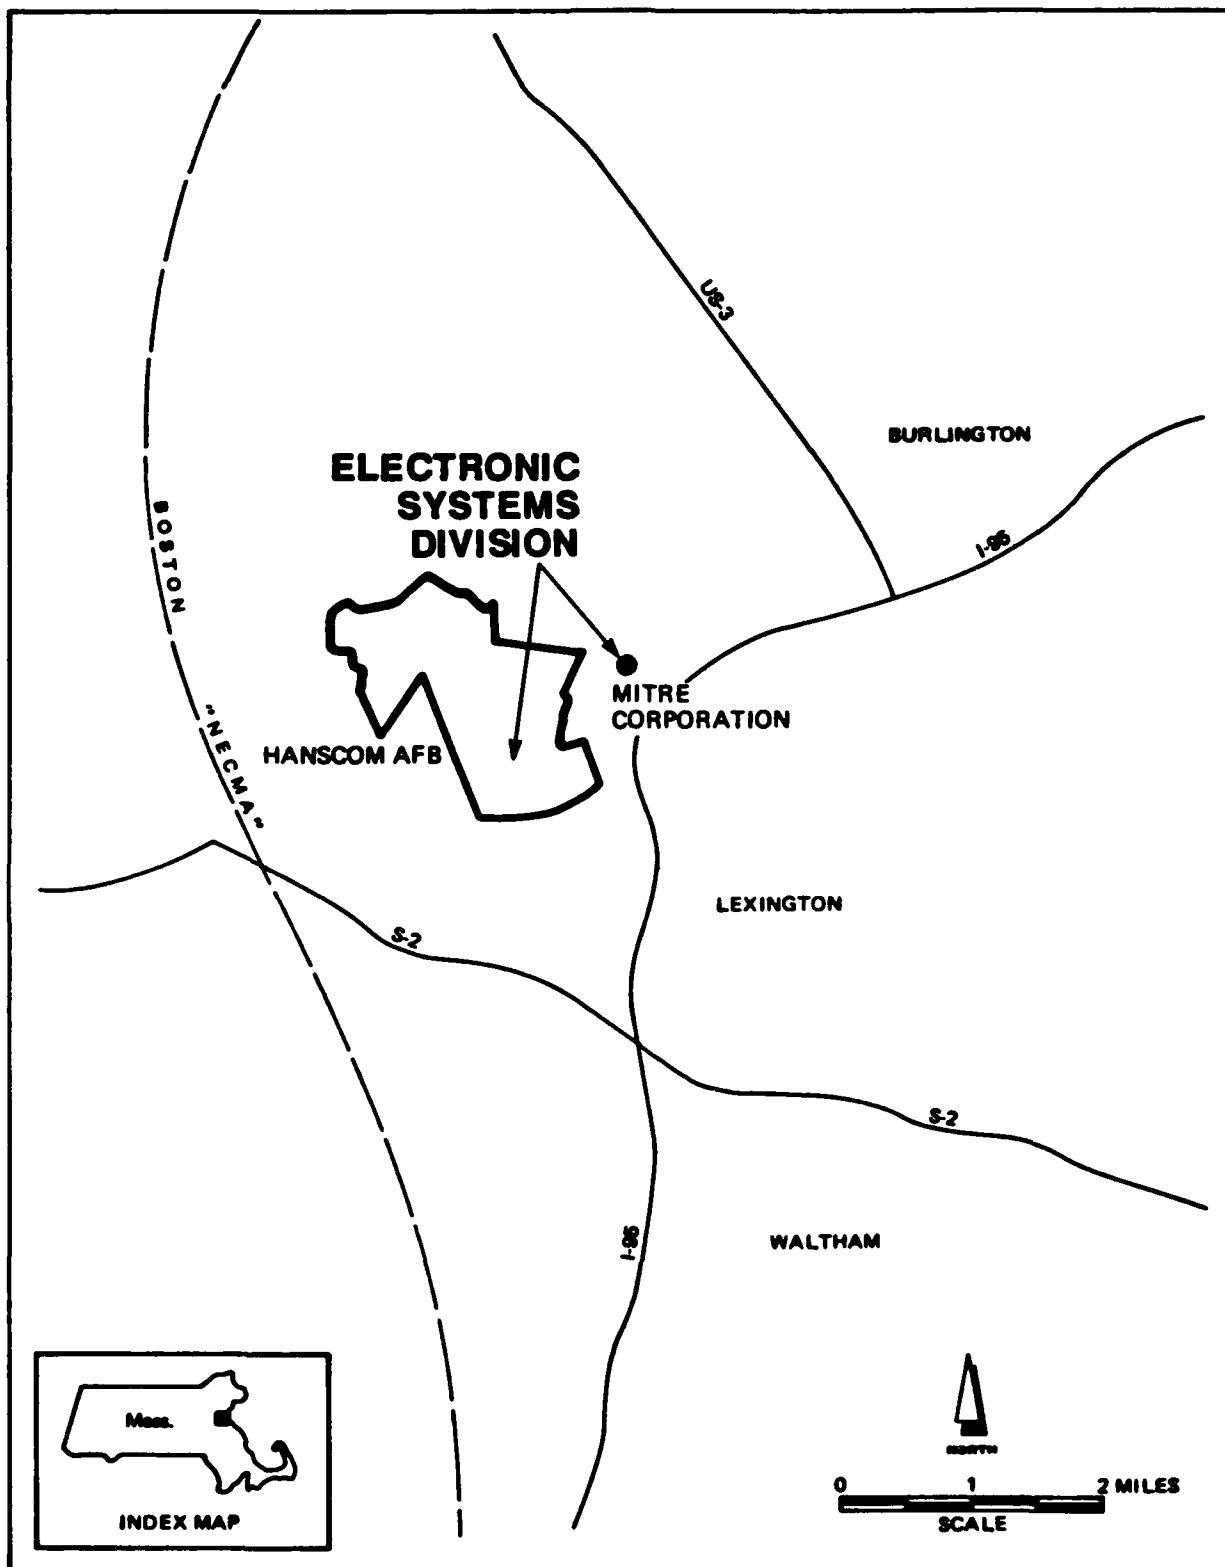 US-3
BURLINGTON
ELECTRONIC
SYSTEMS
DIVISION
I-95
BOSTON
"NECMA"
MITRE
CORPORATION
HANSCOM AFB
LEXINGTON
S-2
S-2
WALTHAM
I-95
Mass.
INDEX MAP
NORTH
0 1 2 MILES
SCALE